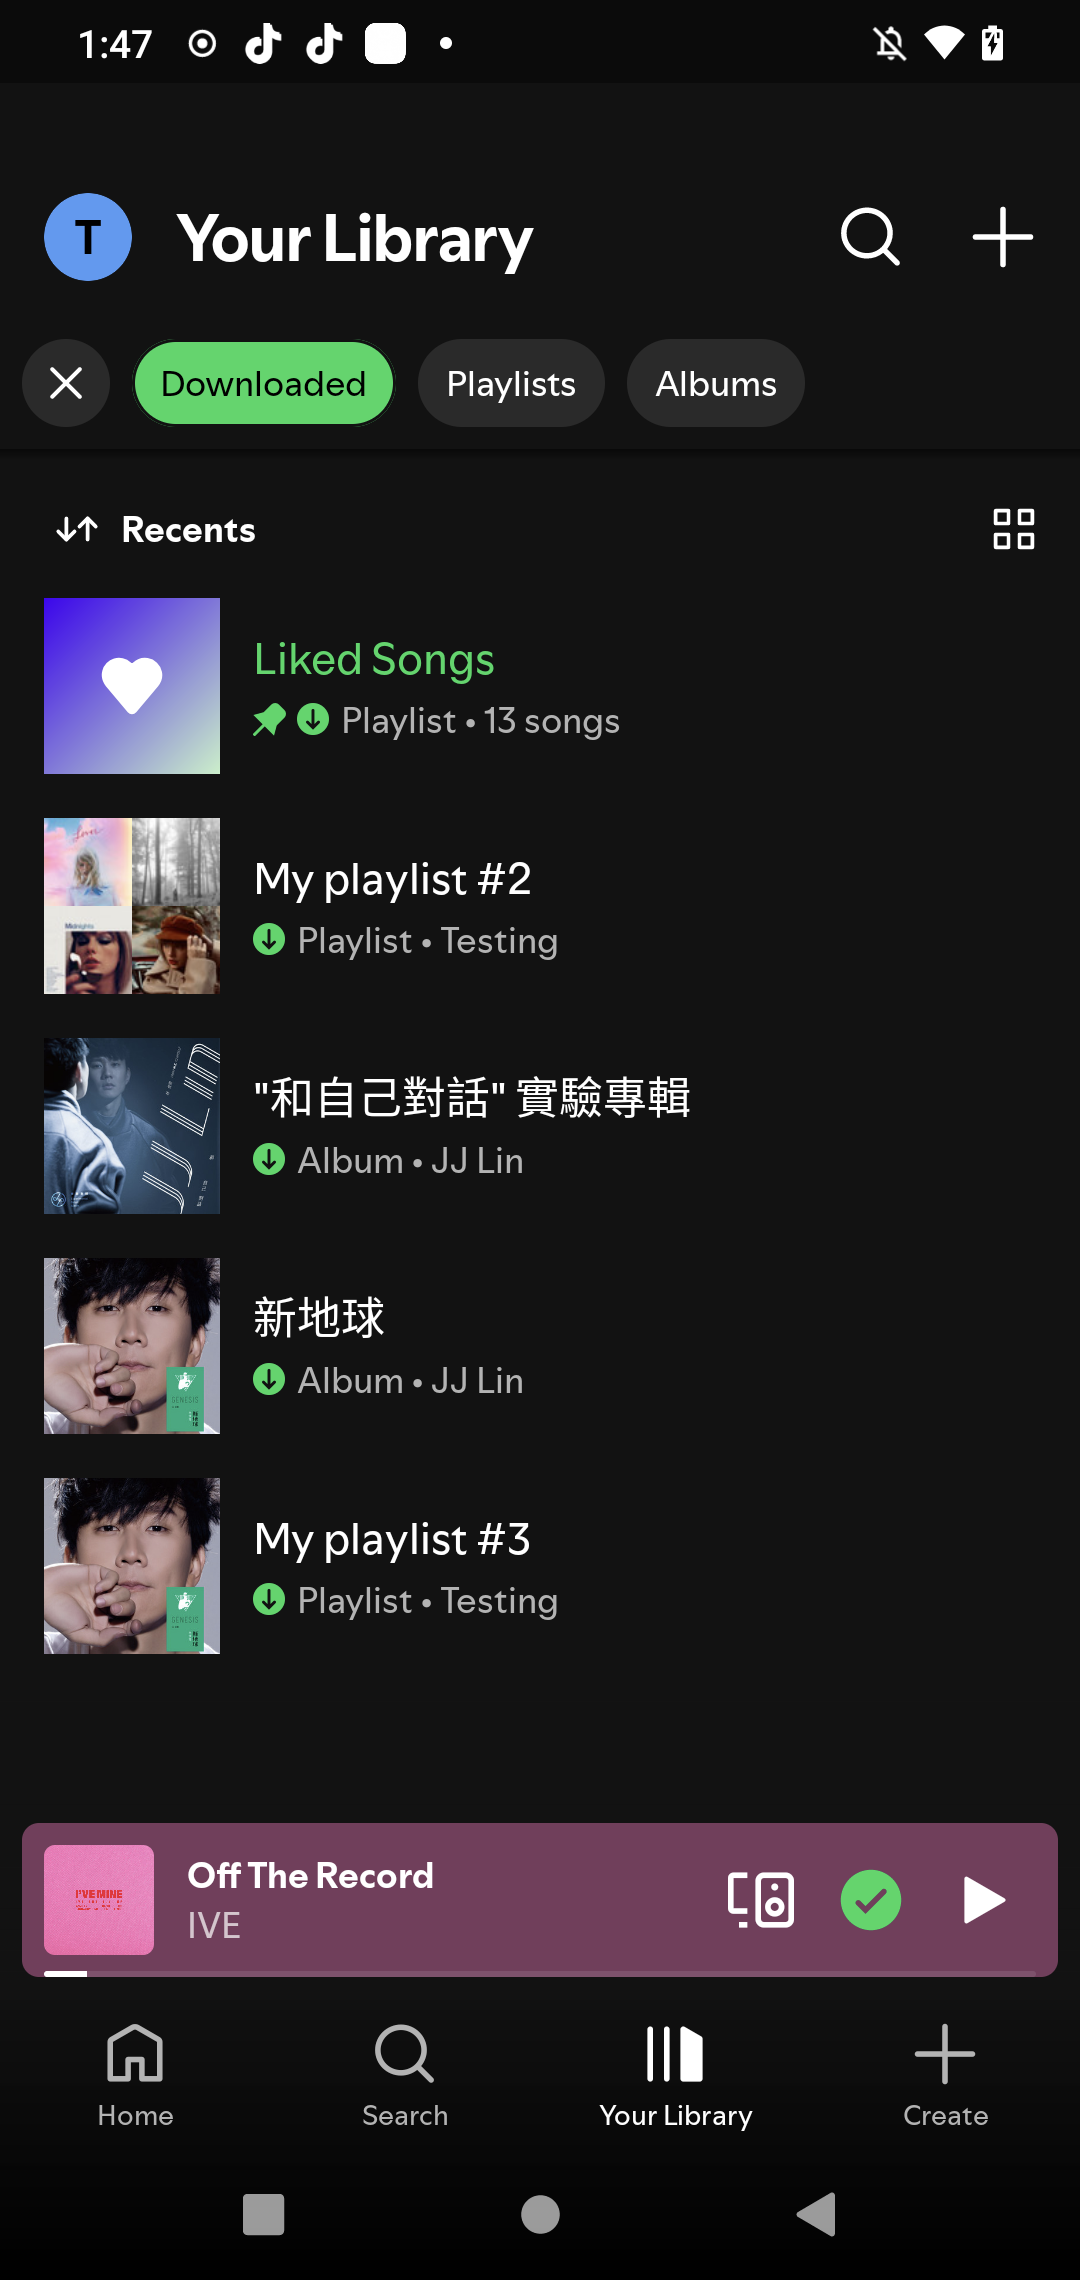 1:47
T
Your Library
Downloaded
Playlists
Albums
Recents
Liked Songs
Playlist • 13 songs
My playlist #2
Playlist • Testing
"和自己對話" 實驗專輯
Album • JJ Lin
新地球
Album • JJ Lin
My playlist #3
Playlist • Testing
Off The Record
IVE
Home
Search
Your Library
Create